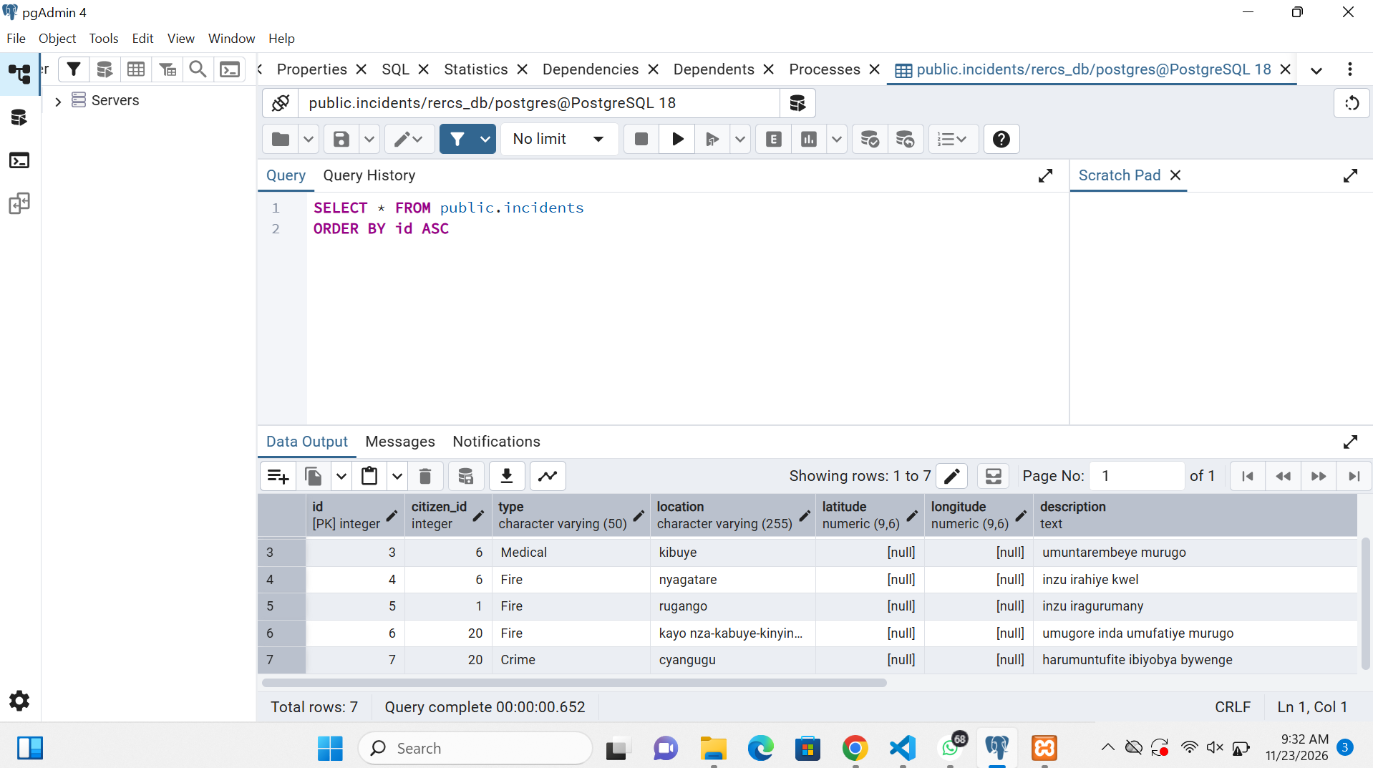 pgAdmin 4
File Object Tools Edit View Window Help
er Properties SQL Statistics Dependencies Dependents Processes public.incidents/rercs_db/postgres@PostgreSQL 18
Servers
public.incidents/rercs_db/postgres@PostgreSQL 18
No limit
E
Query Query History
Scratch Pad
1 SELECT * FROM public.incidents
2 ORDER BY id ASC
Data Output Messages Notifications
Showing rows: 1 to 7 Page No: 1 of 1
id citizen_id type location latitude longitude description
[PK] integer integer character varying (50) character varying (255) numeric (9,6) numeric (9,6) text
3 3 6 Medical kibuye [null] [null] umuntarembeye murugo
4 4 6 Fire nyagatare [null] [null] inzu irahiye kwel
5 5 1 Fire rugango [null] [null] inzu iragurumany
6 6 20 Fire kayo nza-kabuye-kinyin... [null] [null] umugore inda umufatiye murugo
7 7 20 Crime cyangugu [null] [null] harumuntufite ibiyobya bywenge
Total rows: 7 Query complete 00:00:00.652 CRLF Ln 1, Col 1
Search
68
9:32 AM
11/23/2026
3